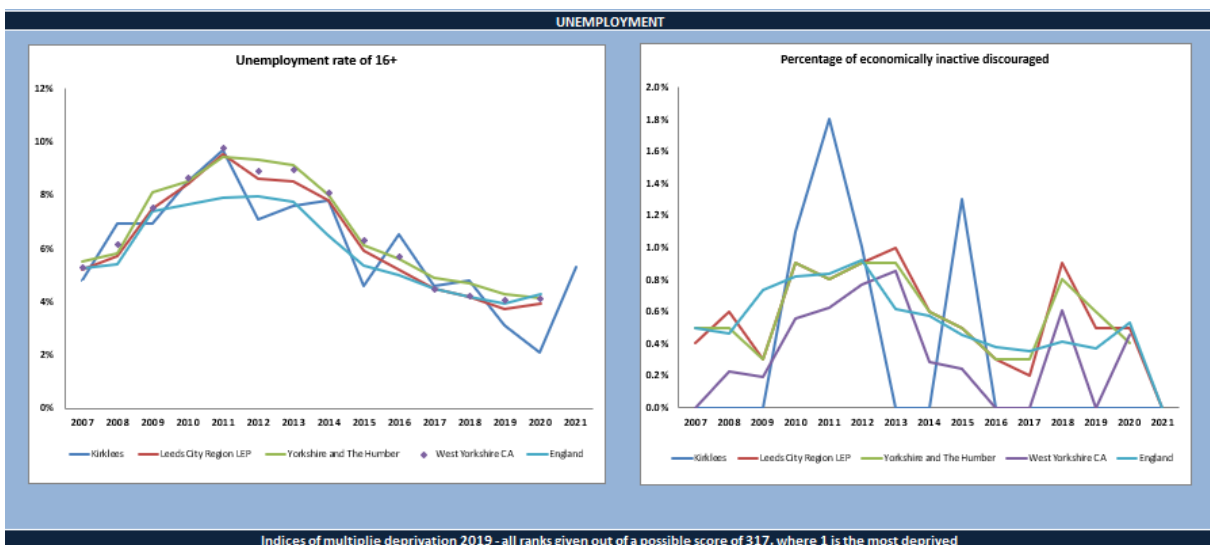 UNEMPLOYMENT
Unemployment rate of 16+
12%
10%
8%
6%
4%
2%
0%
2007 2008 2009 2010 2011 2012 2013 2014 2015 2016 2017 2018 2019 2020 2021
Kirklees Leeds City Region LEP Yorkshire and The Humber West Yorkshire CA England
Percentage of economically inactive discouraged
2.0%
1.8%
1.6%
1.4%
1.2%
1.0%
0.8%
0.6%
0.4%
0.2%
0.0%
2007 2008 2009 2010 2011 2012 2013 2014 2015 2016 2017 2018 2019 2020 2021
Kirklees Leeds City Region LEP Yorkshire and The Humber West Yorkshire CA England
Indices of multiplie deprivation 2019 - all ranks given out of a possible score of 317, where 1 is the most deprived